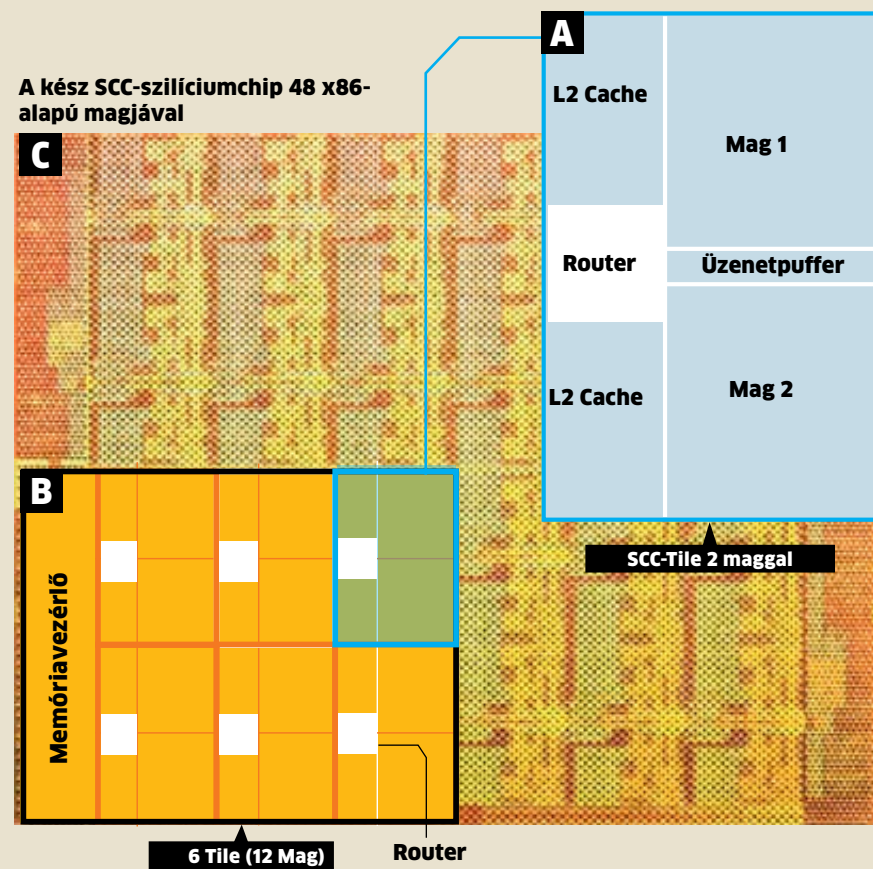 A kész SCC-szilíciumchip 48 x86-
alapú magjával
C
A
L2 Cache
Mag 1
Router
Üzenetpuffer
L2 Cache
Mag 2
SCC-Tile 2 maggal
B
Memóriavezérlő
6 Tile (12 Mag)
Router